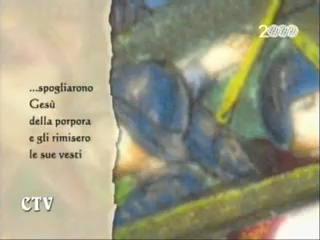 2000
...spogliarono
Gesù
della porpora
e gli rimisero
le sue vesti
CTV